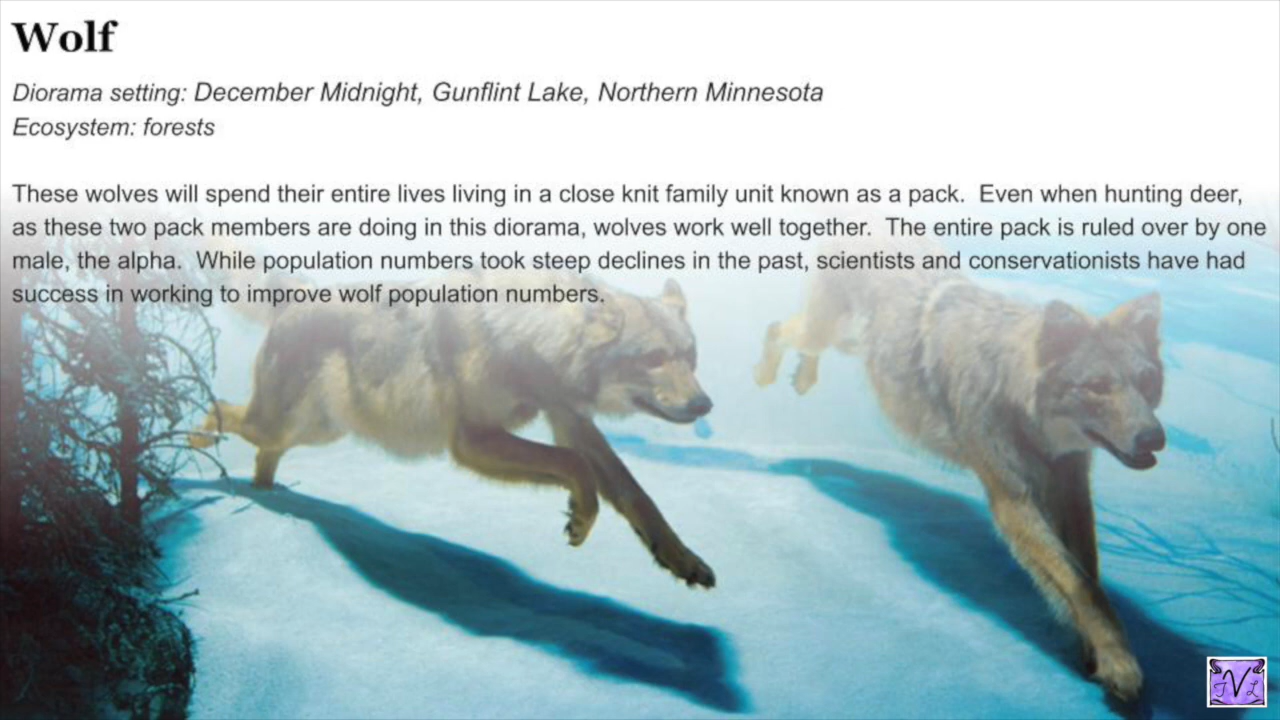 Wolf
Diorama setting: December Midnight, Gunflint Lake, Northern Minnesota
Ecosystem: forests
These wolves will spend their entire lives living in a close knit family unit known as a pack.  Even when hunting deer,
as these two pack members are doing in this diorama, wolves work well together.  The entire pack is ruled over by one
male, the alpha.  While population numbers took steep declines in the past, scientists and conservationists have had
success in working to improve wolf population numbers.